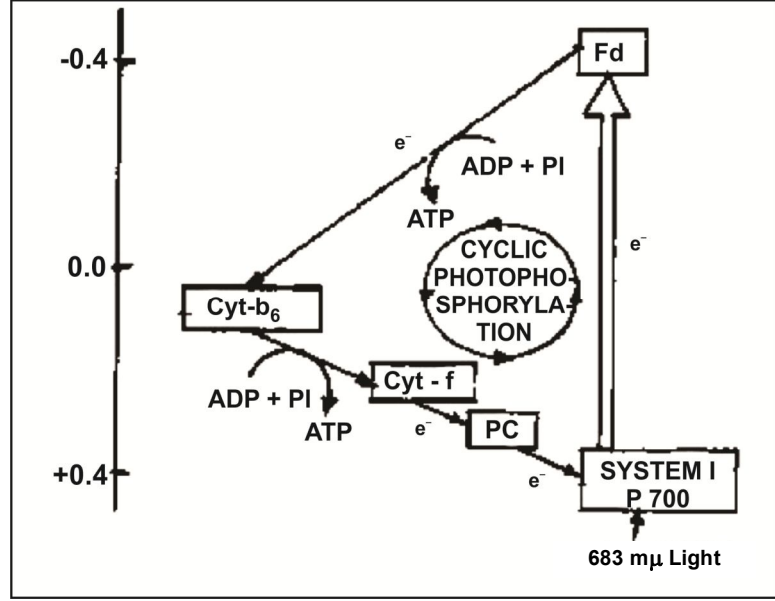 -0.4
Fd
e⁻
ADP + PI
ATP
e⁻
0.0
CYCLIC
PHOTOPHO-
SPHORYLA-
TION
Cyt-b₆
ADP + PI
ATP
Cyt - f
e⁻
PC
e⁻
+0.4
SYSTEM I
P 700
683 mμ Light